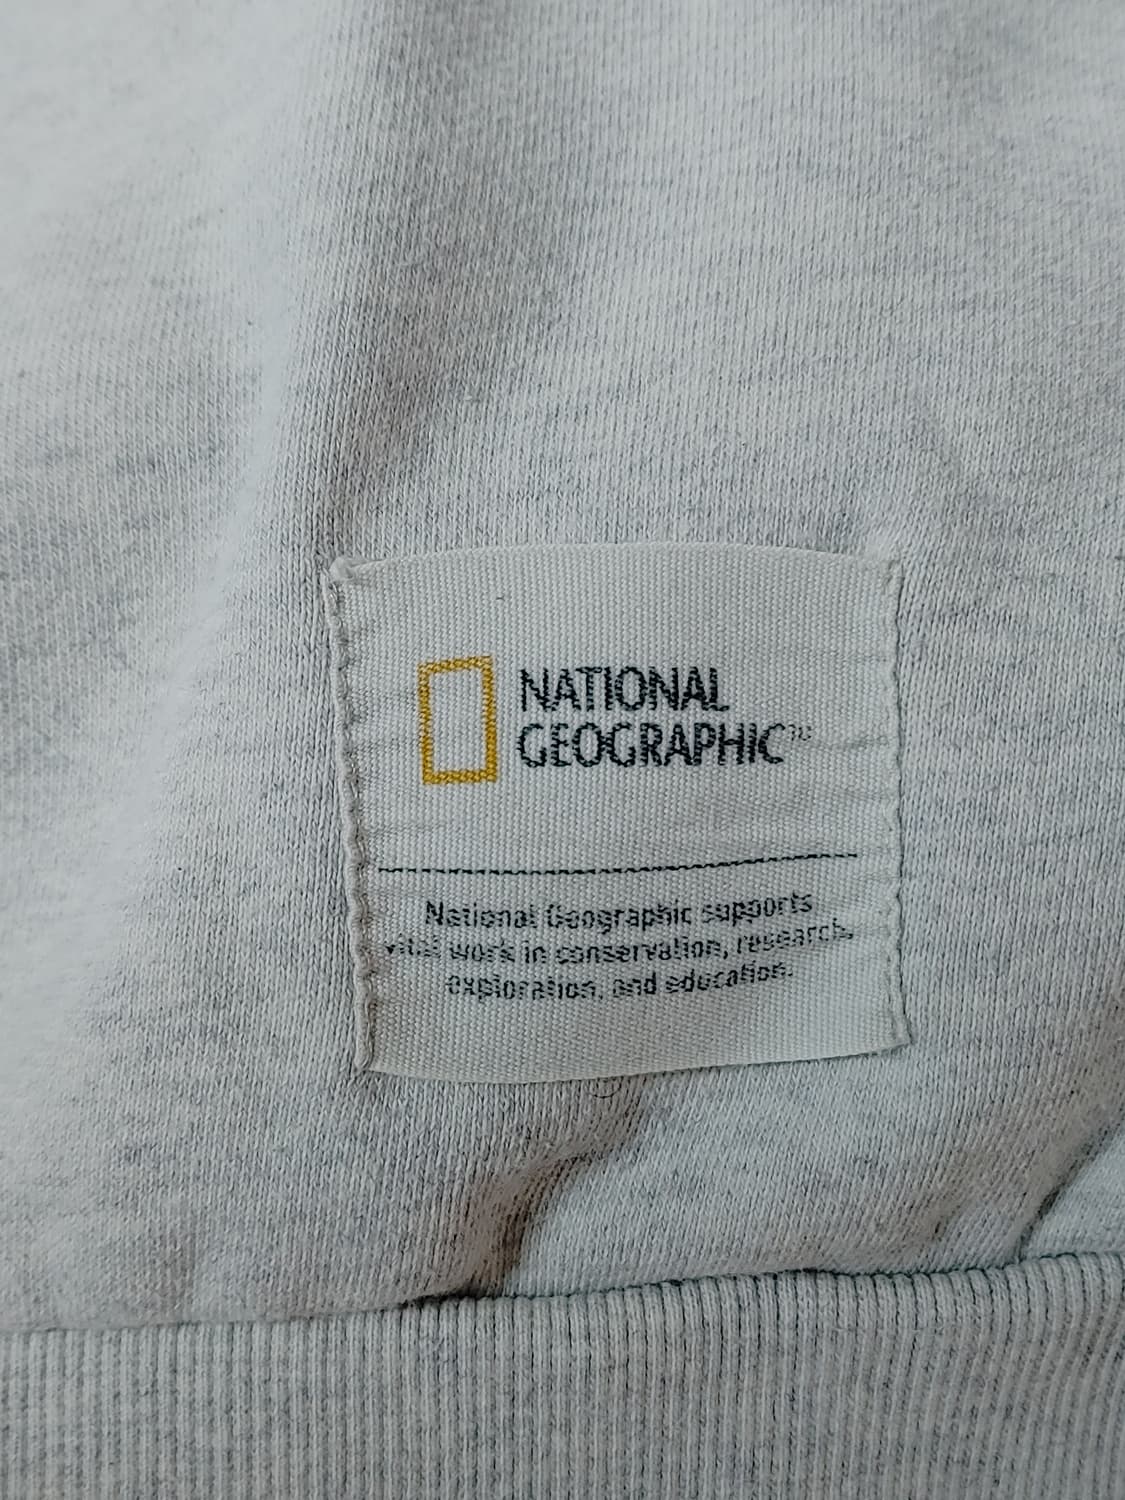 NATIONAL
GEOGRAPHIC™
National Geographic supports
vital work in conservation, research,
exploration, and education.